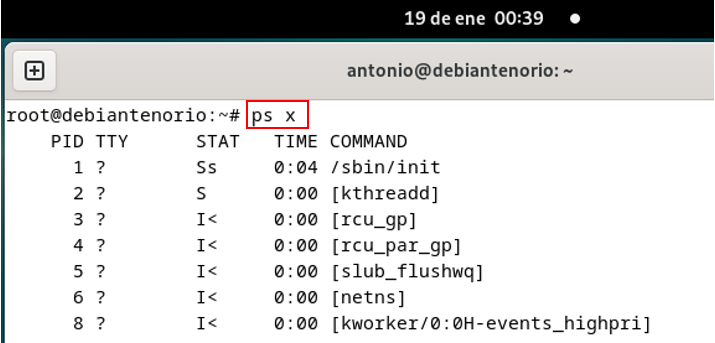 19 de ene 00:39
antonio@debiantenorio: ~
root@debiantenorio:~# ps x
PID TTY STAT TIME COMMAND
1 ? Ss 0:04 /sbin/init
2 ? S 0:00 [kthreadd]
3 ? I< 0:00 [rcu_gp]
4 ? I< 0:00 [rcu_par_gp]
5 ? I< 0:00 [slub_flushwq]
6 ? I< 0:00 [netns]
8 ? I< 0:00 [kworker/0:0H-events_highpri]